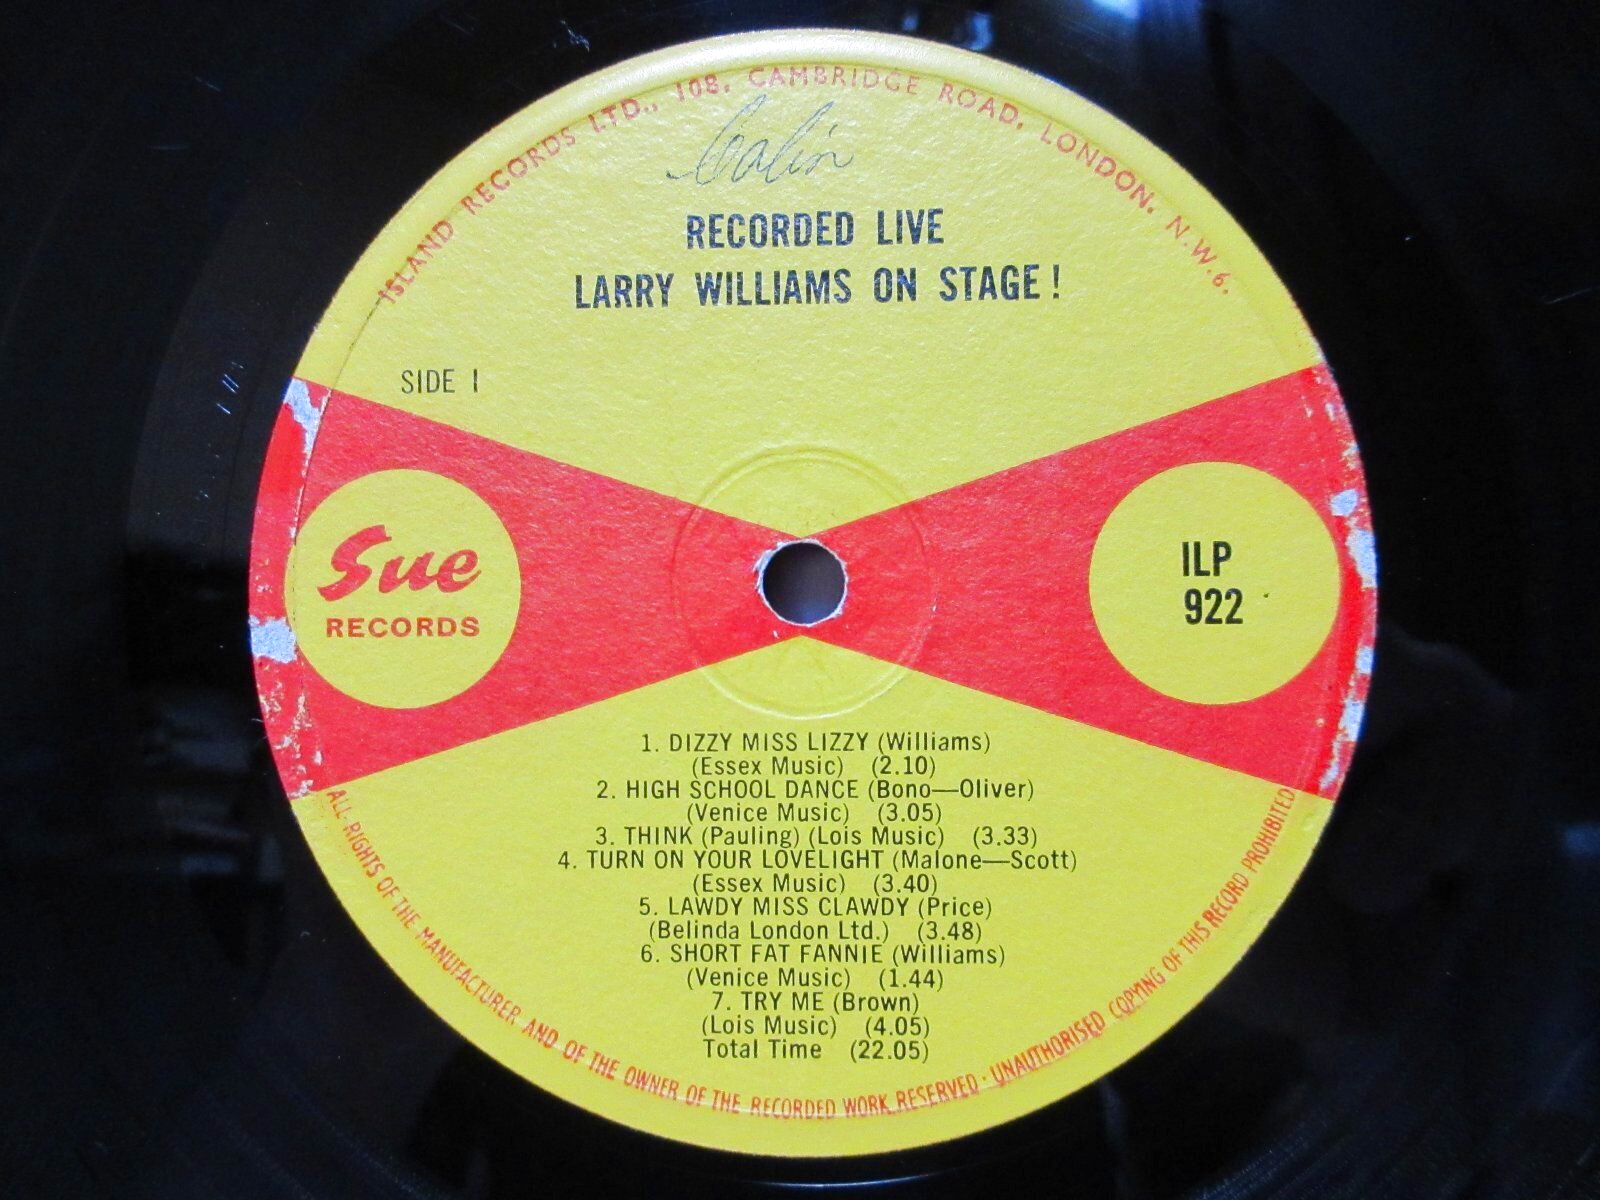 ISLAND RECORDS LTD., 108, CAMBRIDGE ROAD, LONDON, N.W.6.
Colin
RECORDED LIVE
LARRY WILLIAMS ON STAGE!
SIDE 1
Sue
RECORDS
ILP
922
1. DIZZY MISS LIZZY (Williams)
(Essex Music) (2.10)
2. HIGH SCHOOL DANCE (Bono—Oliver)
(Venice Music) (3.05)
3. THINK (Pauling) (Lois Music) (3.33)
4. TURN ON YOUR LOVELIGHT (Malone—Scott)
(Essex Music) (3.40)
5. LAWDY MISS CLAWDY (Price)
(Belinda London Ltd.) (3.48)
6. SHORT FAT FANNIE (Williams)
(Venice Music) (1.44)
7. TRY ME (Brown)
(Lois Music) (4.05)
Total Time (22.05)
ALL RIGHTS OF THE MANUFACTURER AND OF THE OWNER OF THE RECORDED WORK RESERVED · UNAUTHORISED COPYING OF THIS RECORD PROHIBITED